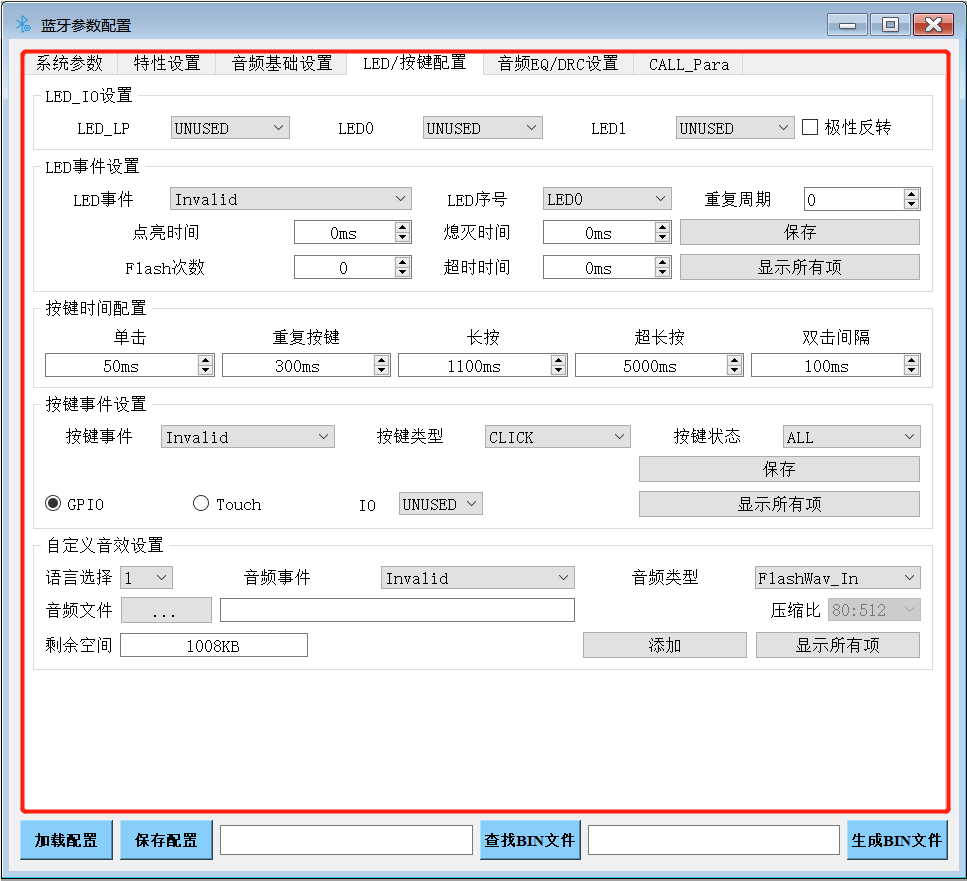 蓝牙参数配置
系统参数 特性设置 音频基础设置 LED/按键配置 音频EQ/DRC设置 CALL_Para
LED_IO设置
LED_LP UNUSED LED0 UNUSED LED1 UNUSED 极性反转
LED事件设置
LED事件 Invalid LED序号 LED0 重复周期 0
点亮时间 0ms 熄灭时间 0ms 保存
Flash次数 0 超时时间 0ms 显示所有项
按键时间配置
单击 重复按键 长按 超长按 双击间隔
50ms 300ms 1100ms 5000ms 100ms
按键事件设置
按键事件 Invalid 按键类型 CLICK 按键状态 ALL
保存
GPIO Touch IO UNUSED 显示所有项
自定义音效设置
语言选择 1 音频事件 Invalid 音频类型 FlashWav_In
音频文件 ... 压缩比 80:512
剩余空间 1008KB 添加 显示所有项
加载配置 保存配置 查找BIN文件 生成BIN文件